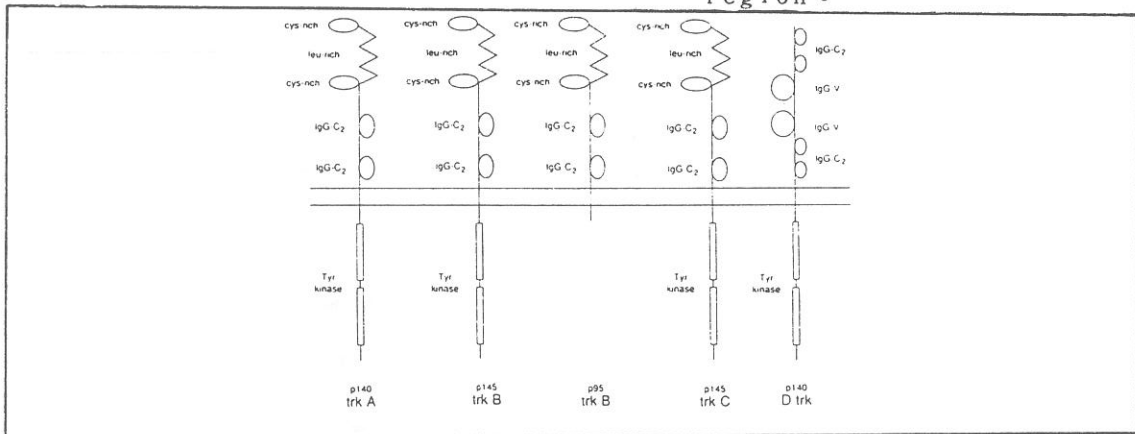 region
cys-rich cys-rich cys-rich cys-rich IgG-C2
leu-rich leu-rich leu-rich leu-rich
cys-rich cys-rich cys-rich cys-rich IgG V
IgG-C2 IgG-C2 IgG C2 IgG C2 IgG V
IgG-C2 IgG-C2 IgG C2 IgG C2 IgG C2
Tyr Tyr Tyr Tyr
kinase kinase kinase kinase
p140 p145 p95 p145 p140
trk A trk B trk B trk C D trk